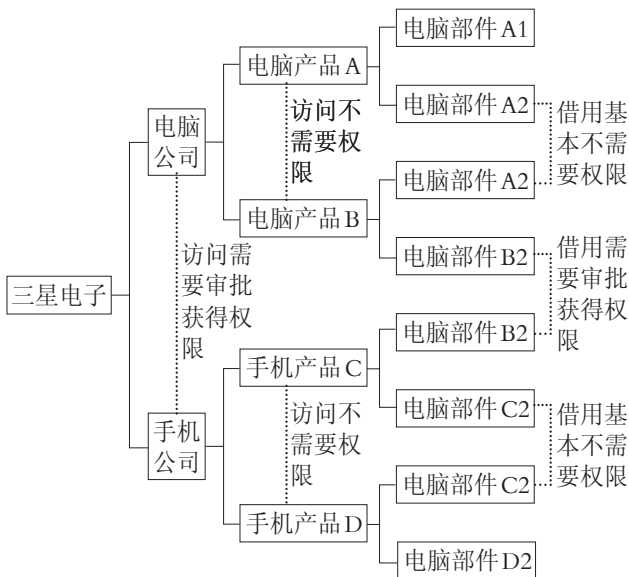 三星电子
电脑
公司
访问需
要审批
获得权
限
手机
公司
电脑产品A
访问不
需要权
限
电脑产品B
手机产品C
访问不
需要权
限
手机产品D
电脑部件A1
电脑部件A2
电脑部件A2
电脑部件B2
电脑部件B2
电脑部件C2
电脑部件C2
电脑部件D2
借用基
本不需
要权限
借用需
要审批
获得权
限
借用基
本不需
要权限